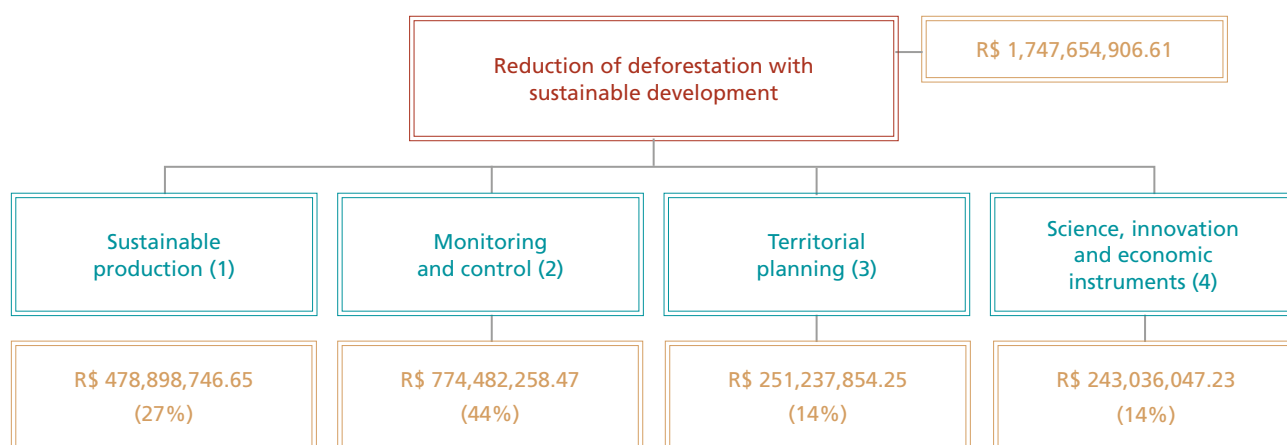 Reduction of deforestation with
sustainable development
R$ 1,747,654,906.61
Sustainable
production (1)
Monitoring
and control (2)
Territorial
planning (3)
Science, innovation
and economic
instruments (4)
R$ 478,898,746.65
(27%)
R$ 774,482,258.47
(44%)
R$ 251,237,854.25
(14%)
R$ 243,036,047.23
(14%)